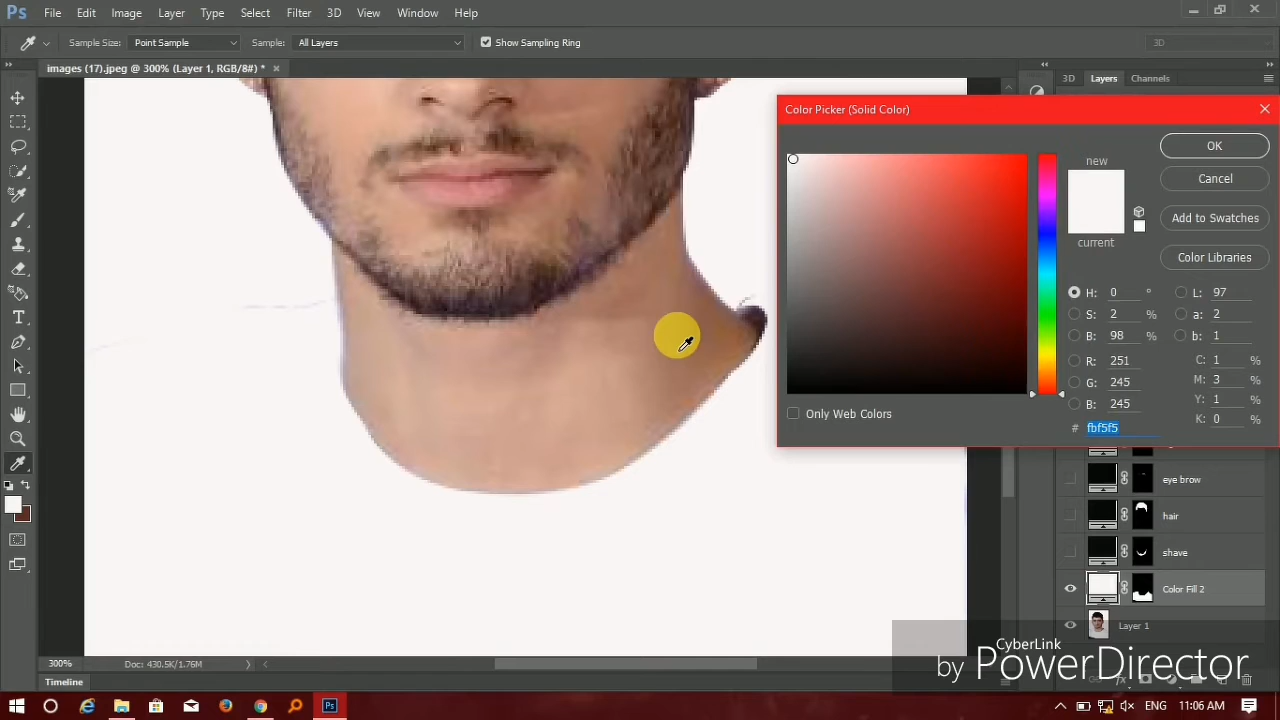 Ps File Edit Image Layer Type Select Filter 3D View Window Help
Sample Size: Point Sample Sample: All Layers Show Sampling Ring 3D
images (17).jpeg @ 300% (Layer 1, RGB/8#) *
3D Layers Channels
Color Picker (Solid Color)
OK
new
Cancel
Add to Swatches
current
Color Libraries
H: 0 ° L: 97
S: 2 % a: 2
B: 98 % b: 1
R: 251 C: 1 %
G: 245 M: 3 %
B: 245 Y: 1 %
K: 0 %
Only Web Colors
# fbf5f5
eye brow
hair
shave
Color Fill 2
Layer 1
300% Doc: 430.5K/1.76M
Timeline
CyberLink
by PowerDirector
ENG 11:06 AM